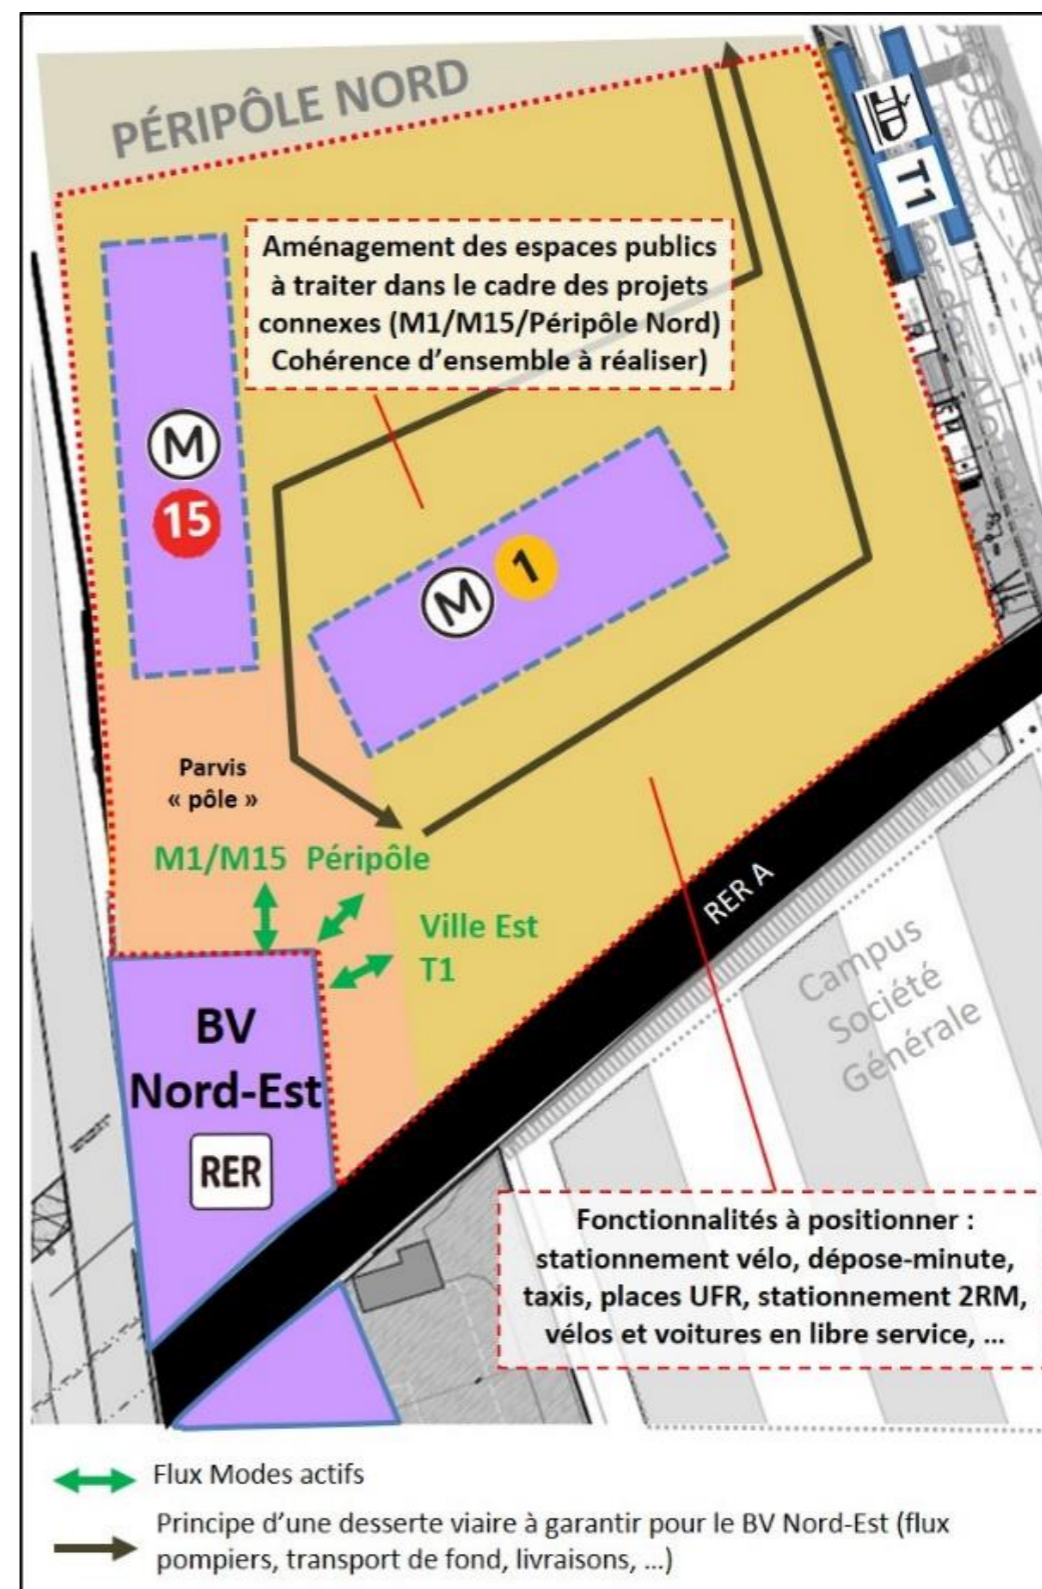 PÉRIPÔLE NORD
T1
Aménagement des espaces publics
à traiter dans le cadre des projets
connexes (M1/M15/Péripôle Nord)
Cohérence d'ensemble à réaliser)
M
15
M
1
Parvis
« pôle »
M1/M15 Péripôle
Ville Est
T1
RER A
Campus
Société
Générale
BV
Nord-Est
RER
Fonctionnalités à positionner :
stationnement vélo, dépose-minute,
taxis, places UFR, stationnement 2RM,
vélos et voitures en libre service, ...
Flux Modes actifs
Principe d'une desserte viaire à garantir pour le BV Nord-Est (flux
pompiers, transport de fond, livraisons, ...)